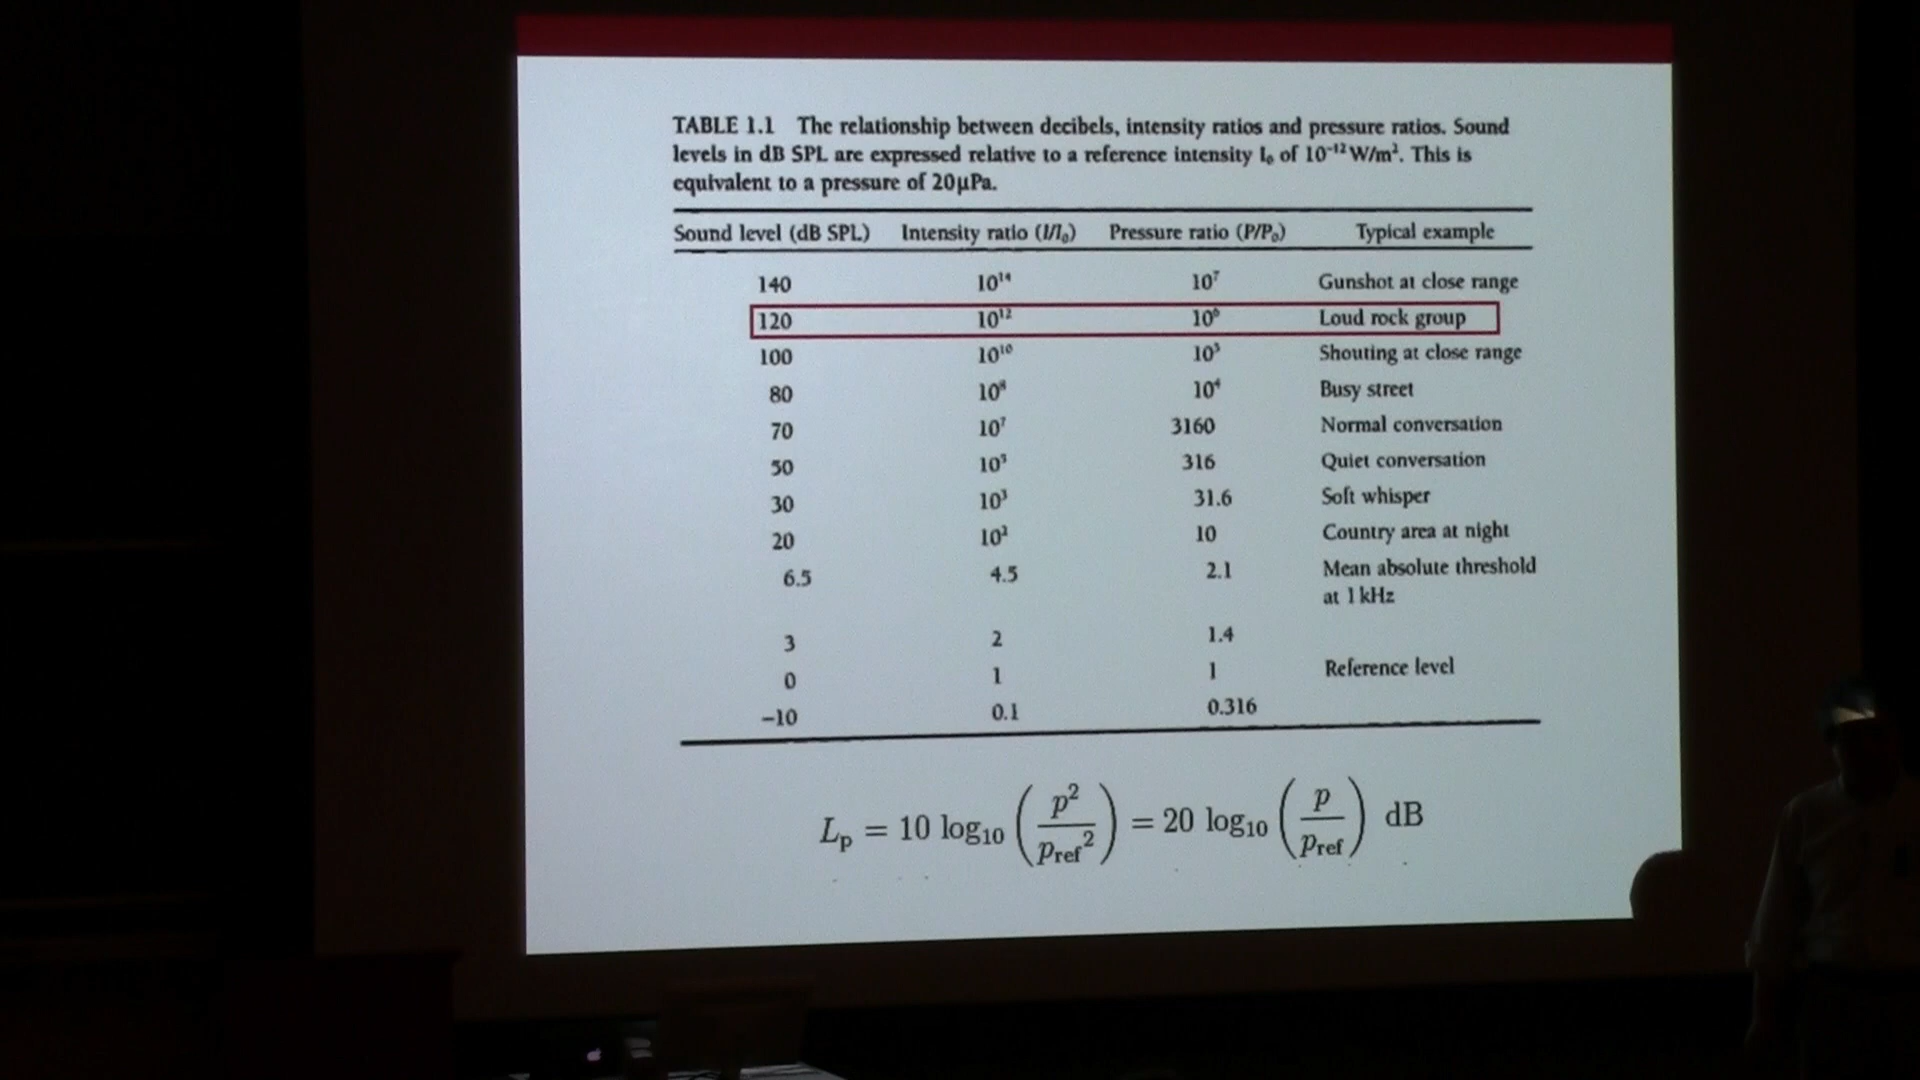 TABLE 1.1 The relationship between decibels, intensity ratios and pressure ratios. Sound
levels in dB SPL are expressed relative to a reference intensity I₀ of 10⁻¹² W/m². This is
equivalent to a pressure of 20μPa.
Sound level (dB SPL) Intensity ratio (I/I₀) Pressure ratio (P/P₀) Typical example
140 10¹⁴ 10⁷ Gunshot at close range
120 10¹² 10⁶ Loud rock group
100 10¹⁰ 10⁵ Shouting at close range
80 10⁸ 10⁴ Busy street
70 10⁷ 3160 Normal conversation
50 10⁵ 316 Quiet conversation
30 10³ 31.6 Soft whisper
20 10² 10 Country area at night
6.5 4.5 2.1 Mean absolute threshold
at 1 kHz
3 2 1.4
0 1 1 Reference level
−10 0.1 0.316
Lₚ = 10 log₁₀ (p²/pref²) = 20 log₁₀ (p/pref) dB